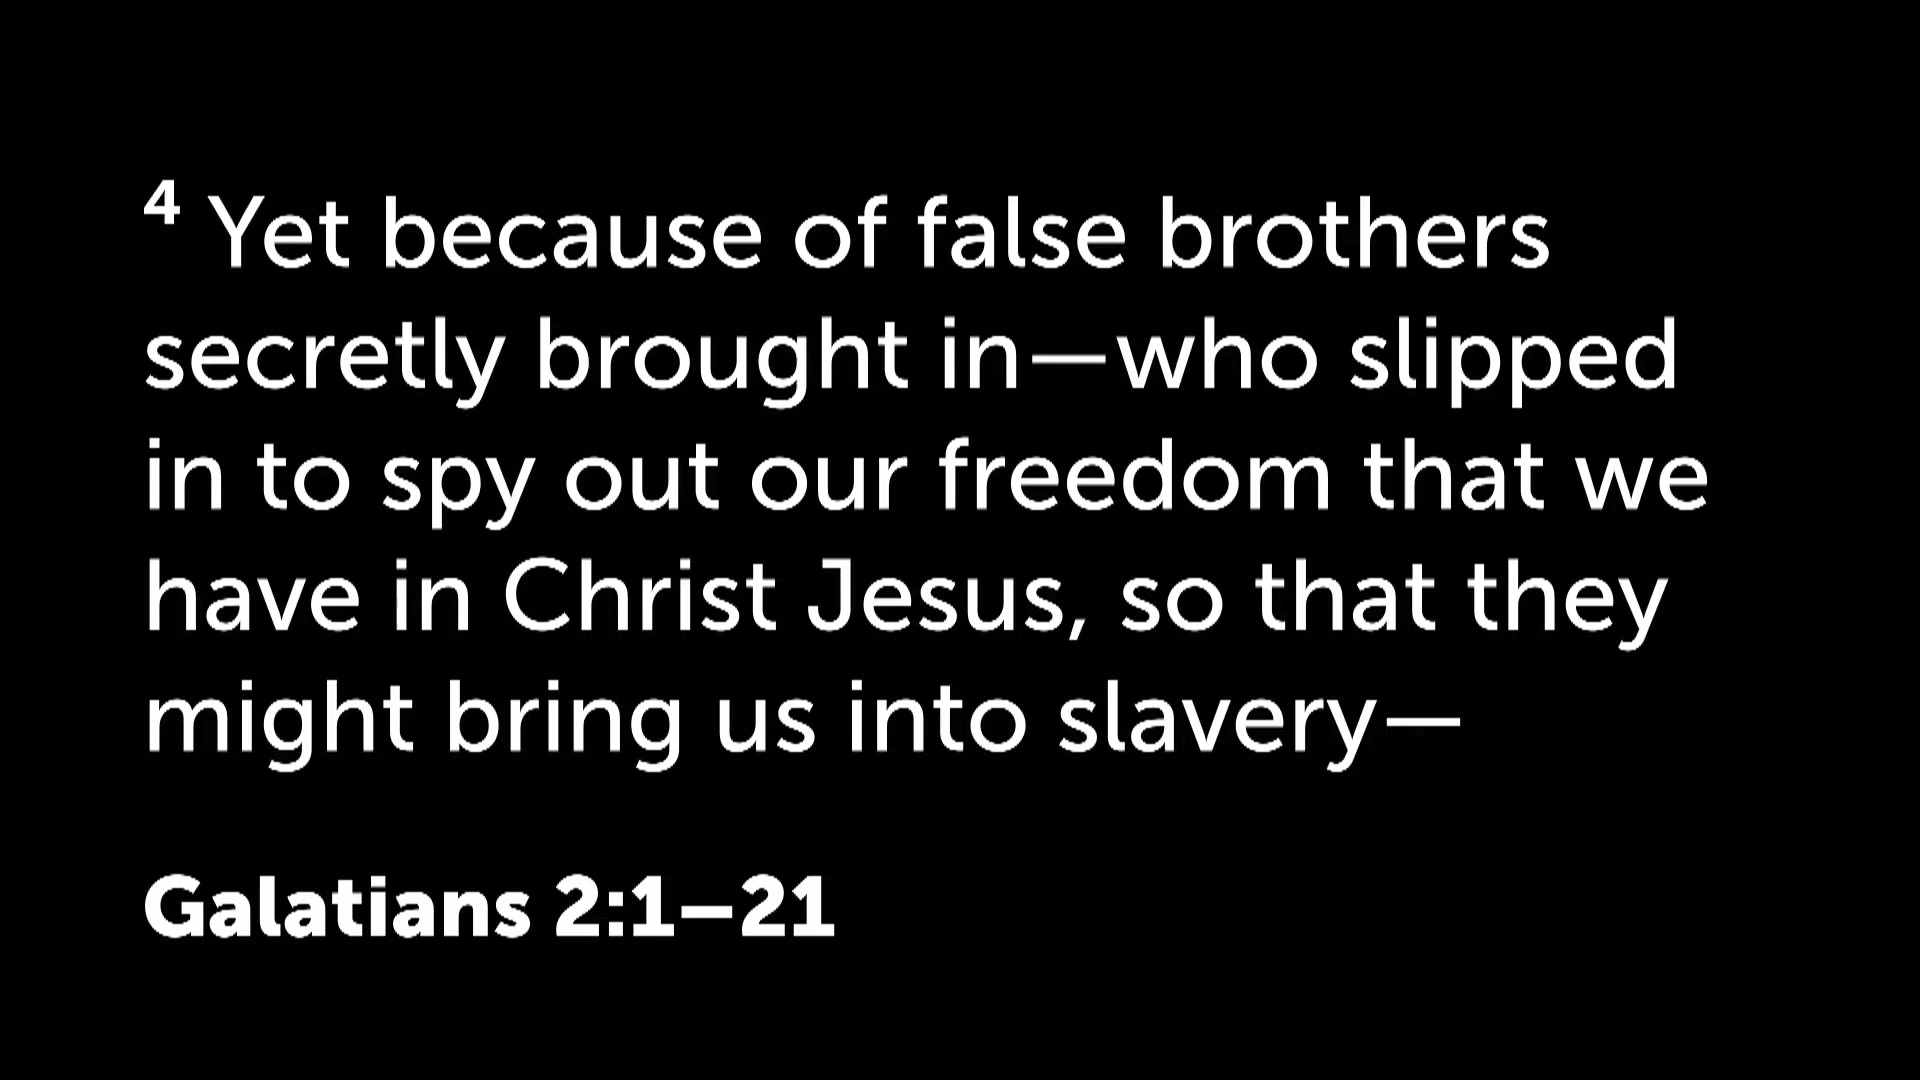 4 Yet because of false brothers
secretly brought in—who slipped
in to spy out our freedom that we
have in Christ Jesus, so that they
might bring us into slavery—
Galatians 2:1–21